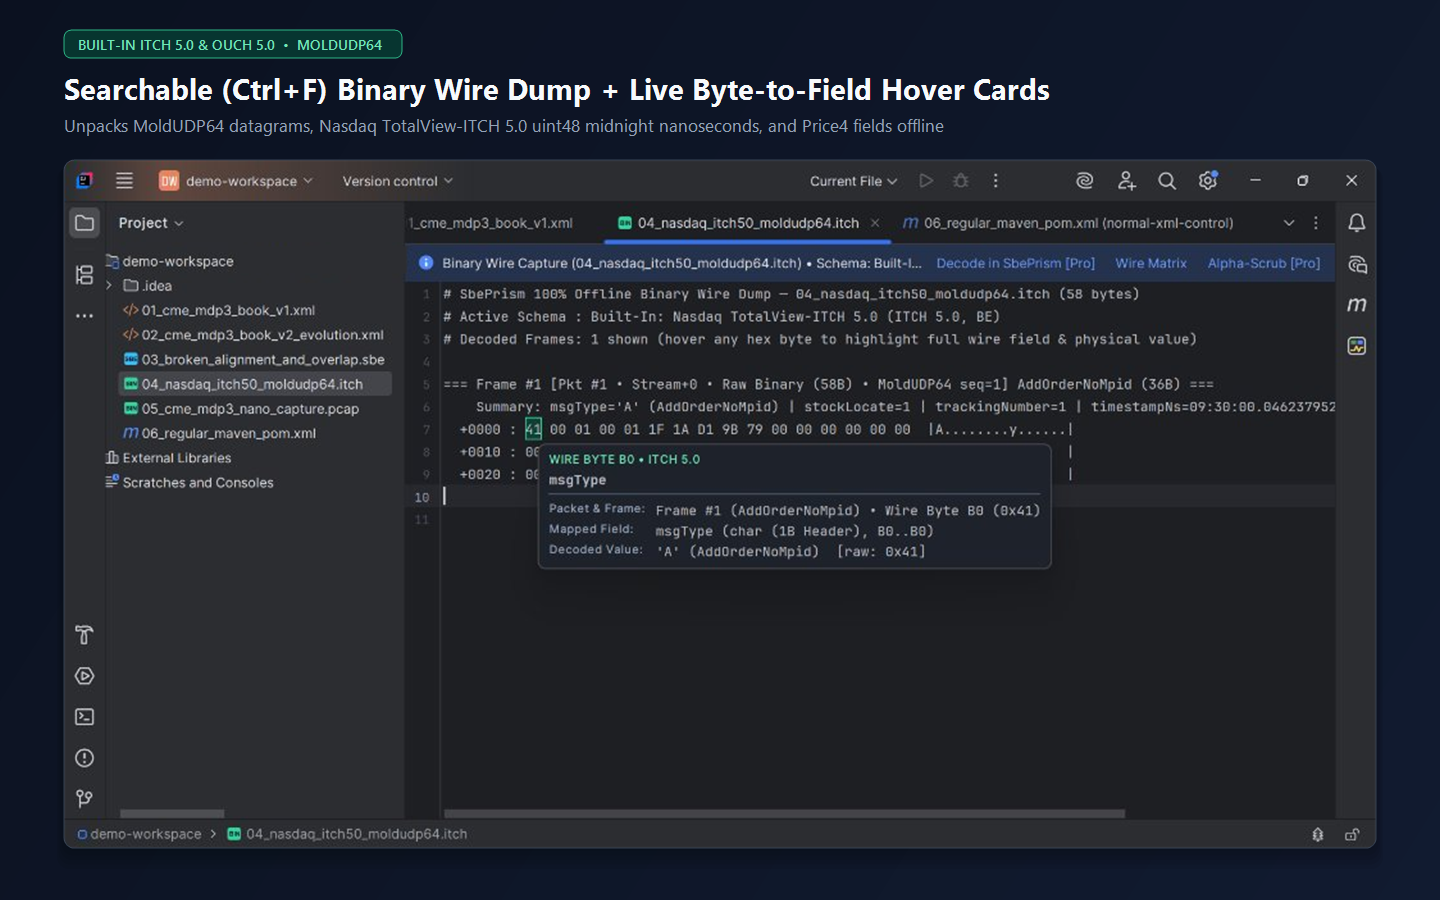 BUILT-IN ITCH 5.0 & OUCH 5.0 • MOLDUDP64
Searchable (Ctrl+F) Binary Wire Dump + Live Byte-to-Field Hover Cards
Unpacks MoldUDP64 datagrams, Nasdaq TotalView-ITCH 5.0 uint48 midnight nanoseconds, and Price4 fields offline
DW demo-workspace
Version control
Current File
Project
1_cme_mdp3_book_v1.xml
04_nasdaq_itch50_moldudp64.itch
06_regular_maven_pom.xml (normal-xml-control)
demo-workspace
.idea
01_cme_mdp3_book_v1.xml
02_cme_mdp3_book_v2_evolution.xml
03_broken_alignment_and_overlap.sbe
04_nasdaq_itch50_moldudp64.itch
05_cme_mdp3_nano_capture.pcap
06_regular_maven_pom.xml
External Libraries
Scratches and Consoles
Binary Wire Capture (04_nasdaq_itch50_moldudp64.itch) • Schema: Built-I... Decode in SbePrism [Pro] Wire Matrix Alpha-Scrub [Pro]
1 # SbePrism 100% Offline Binary Wire Dump — 04_nasdaq_itch50_moldudp64.itch (58 bytes)
2 # Active Schema : Built-In: Nasdaq TotalView-ITCH 5.0 (ITCH 5.0, BE)
3 # Decoded Frames: 1 shown (hover any hex byte to highlight full wire field & physical value)
4
5 === Frame #1 [Pkt #1 • Stream+0 • Raw Binary (58B) • MoldUDP64 seq=1] AddOrderNoMpid (36B) ===
6 Summary: msgType='A' (AddOrderNoMpid) | stockLocate=1 | trackingNumber=1 | timestampNs=09:30:00.046237952
7 +0000 : 41 00 01 00 01 1F 1A D1 9B 79 00 00 00 00 00 00 |A........y......|
8 +0010 : 00 |
9 +0020 : 00 |
10
11
WIRE BYTE B0 • ITCH 5.0
msgType
Packet & Frame: Frame #1 (AddOrderNoMpid) • Wire Byte B0 (0x41)
Mapped Field: msgType (char (1B Header), B0..B0)
Decoded Value: 'A' (AddOrderNoMpid) [raw: 0x41]
demo-workspace > 04_nasdaq_itch50_moldudp64.itch